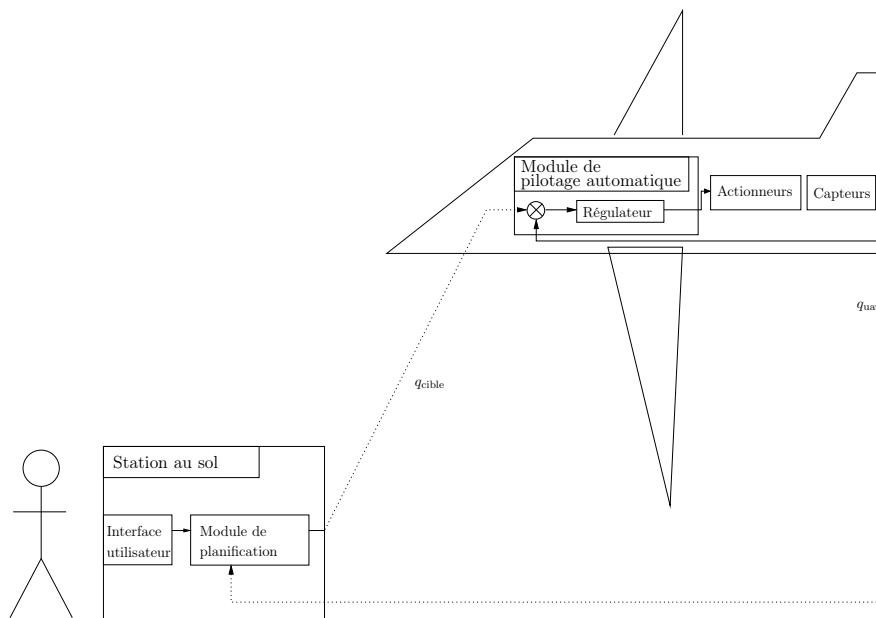 Module de
pilotage automatique
Actionneurs
Capteurs
Régulateur
q_cible
Station au sol
Interface
utilisateur
Module de
planification